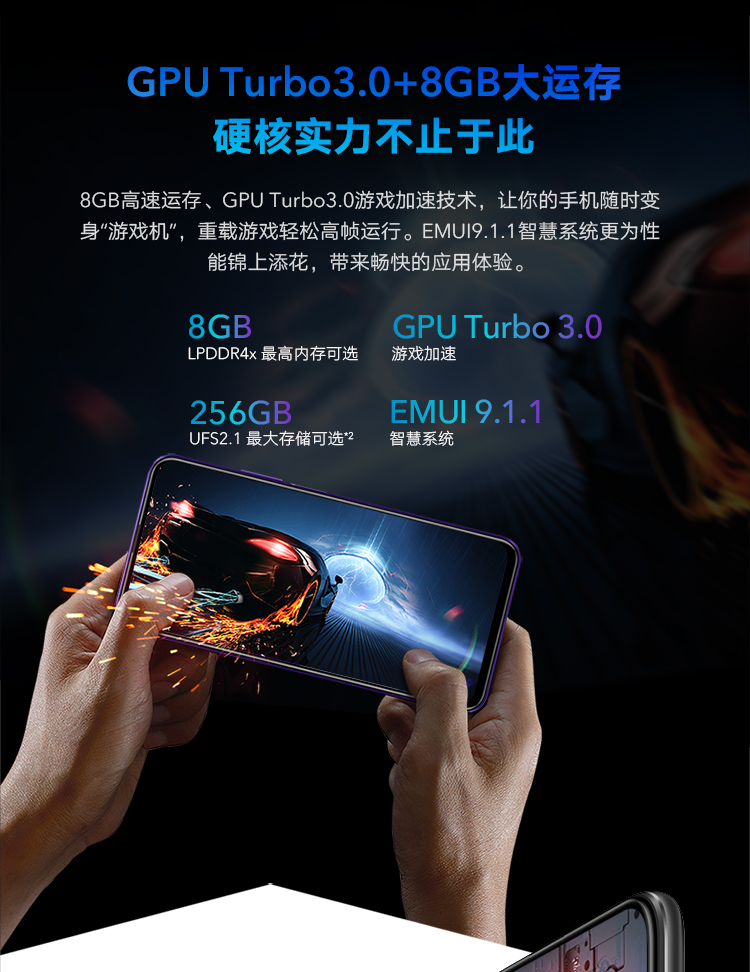 GPU Turbo3.0+8GB大运存
硬核实力不止于此
8GB高速运存、GPU Turbo3.0游戏加速技术，让你的手机随时变
身“游戏机”，重载游戏轻松高帧运行。EMUI9.1.1智慧系统更为性
能锦上添花，带来畅快的应用体验。
8GB
LPDDR4x 最高内存可选
GPU Turbo 3.0
游戏加速
256GB
UFS2.1 最大存储可选*2
EMUI 9.1.1
智慧系统